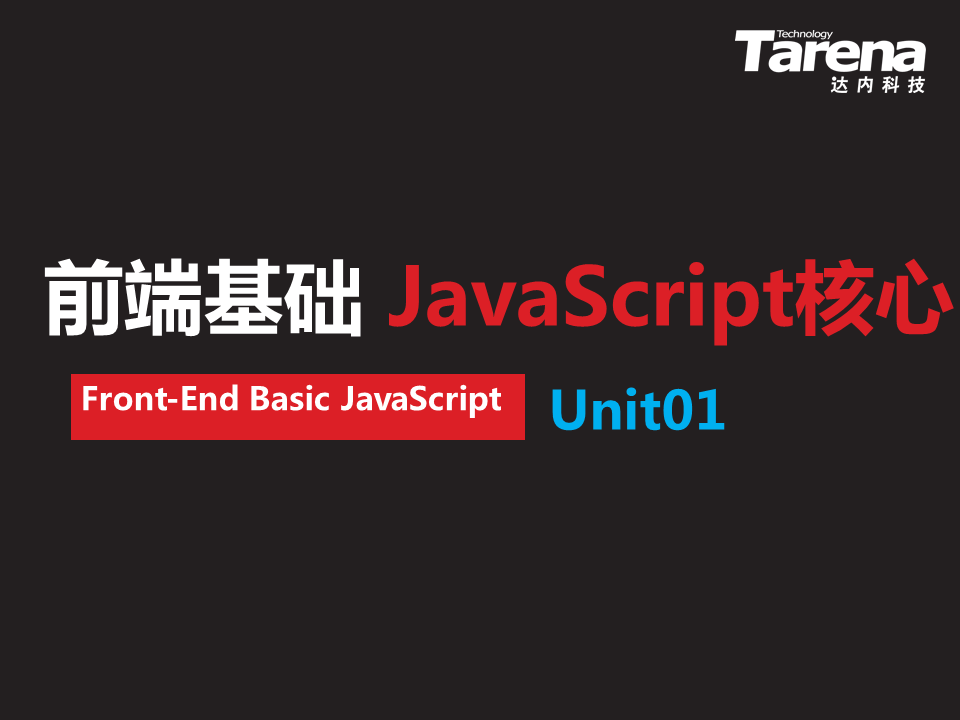 Technology
Tarena
达内科技
前端基础 JavaScript核心
Front-End Basic JavaScript
Unit01